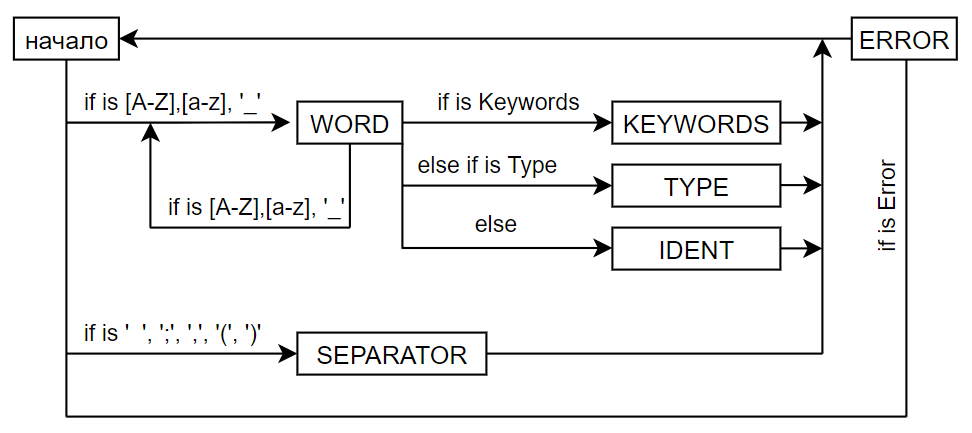 начало
ERROR
if is [A-Z],[a-z], '_'
WORD
if is Keywords
KEYWORDS
else if is Type
TYPE
if is [A-Z],[a-z], '_'
else
IDENT
if is Error
if is '  ', ';', ',', '(', ')'
SEPARATOR